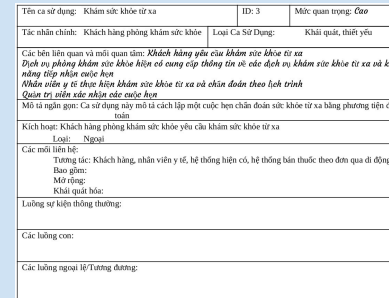 Tên ca sử dụng: Khám sức khỏe từ xa ID: 3 Mức quan trọng: Cao
Tác nhân chính: Khách hàng phòng khám sức khỏe Loại Ca Sử Dụng: Khái quát, thiết yếu
Các bên liên quan và mối quan tâm: Khách hàng yêu cầu khám sức khỏe từ xa
Dịch vụ phòng khám sức khỏe hiện có cung cấp thông tin về các dịch vụ khám sức khỏe từ xa và
năng tiếp nhận cuộc hẹn
Nhân viên y tế thực hiện khám sức khỏe từ xa và chẩn đoán theo lịch trình
Quản trị viên xác nhận các cuộc hẹn
Mô tả ngắn gọn: Ca sử dụng này mô tả cách lập một cuộc hẹn chẩn đoán sức khỏe từ xa bằng phương tiện
toán
Kích hoạt: Khách hàng phòng khám sức khỏe yêu cầu khám sức khỏe từ xa
Loại: Ngoại
Các mối liên hệ:
Tương tác: Khách hàng, nhân viên y tế, hệ thống hiện có, hệ thống bán thuốc theo đơn qua di động
Bao gồm:
Mở rộng:
Khái quát hóa:
Luồng sự kiện thông thường:
Các luồng con:
Các luồng ngoại lệ/Tương đương: